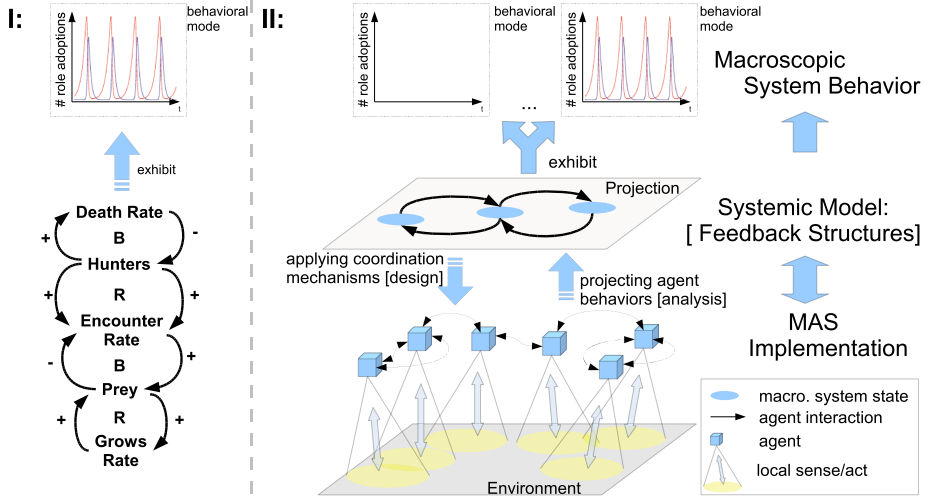 I:
behavioral
mode
# role adoptions
t
exhibit
Death Rate
+
B
-
Hunters
+
R
+
Encounter
Rate
-
B
+
Prey
+
R
+
Grows
Rate
II:
# role adoptions
t
behavioral
mode
...
# role adoptions
t
behavioral
mode
exhibit
Projection
applying coordination
mechanisms [design]
projecting agent
behaviors [analysis]
Environment
Macroscopic
System Behavior
Systemic Model:
[ Feedback Structures]
MAS
Implementation
macro. system state
agent interaction
agent
local sense/act